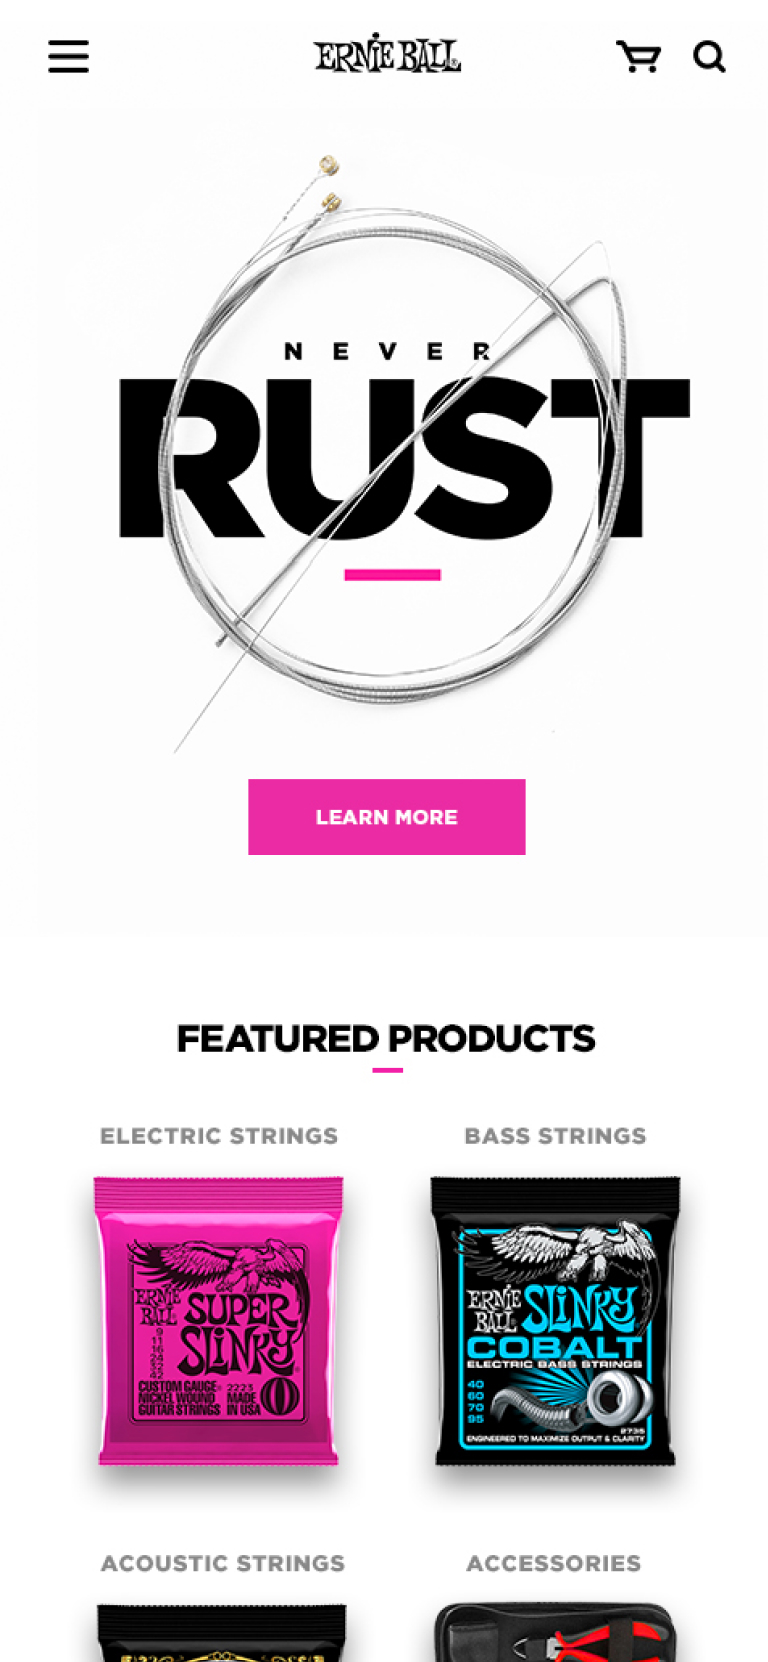 ERNIE BALL®
NEVER
RUST
LEARN MORE
FEATURED PRODUCTS
ELECTRIC STRINGS
BASS STRINGS
ERNIE BALL
SUPER
SLINKY
9
11
16
24
32
42
CUSTOM GAUGE®
NICKEL WOUND
GUITAR STRINGS
2223
MADE
IN USA
ERNIE BALL
SLINKY
COBALT
ELECTRIC BASS STRINGS
40
60
70
95
2735
ENGINEERED TO MAXIMIZE OUTPUT & CLARITY
ACOUSTIC STRINGS
ACCESSORIES